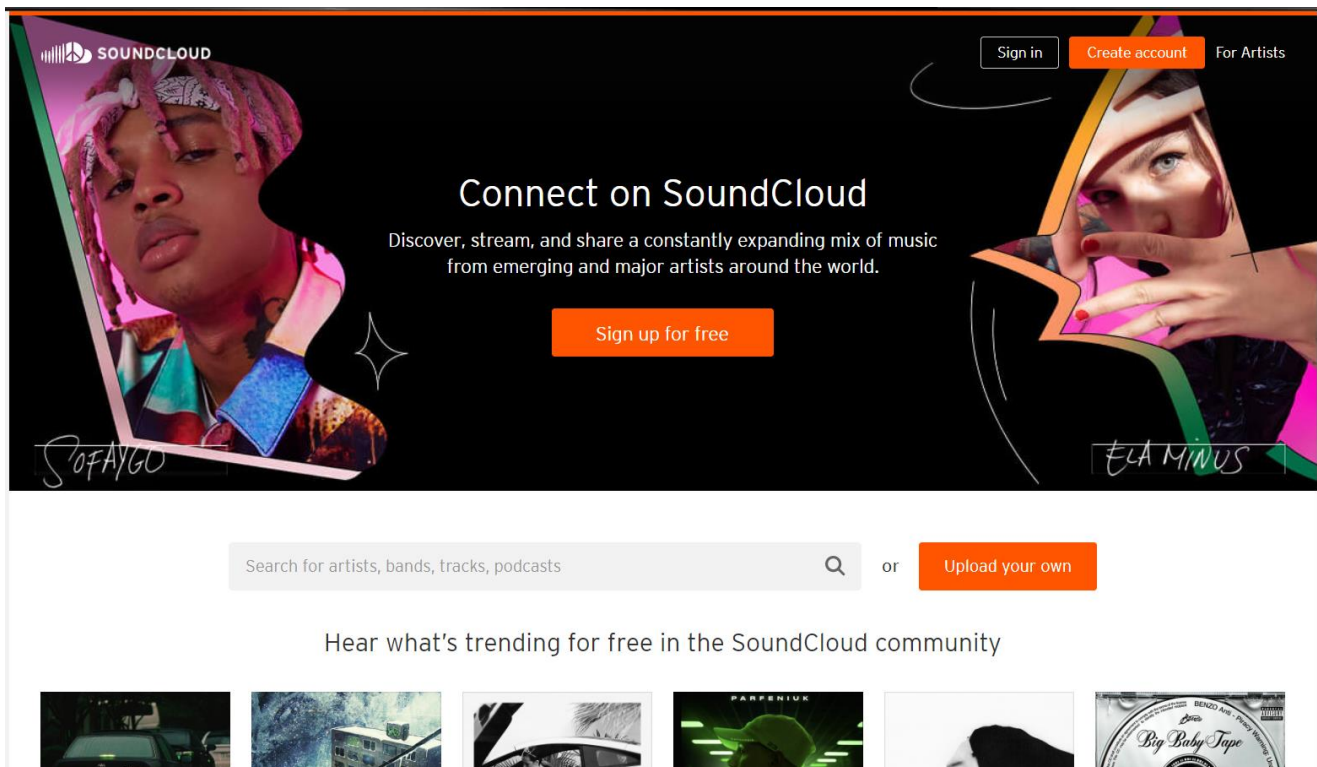 SOUNDCLOUD
Sign in
Create account
For Artists
Connect on SoundCloud
Discover, stream, and share a constantly expanding mix of music
from emerging and major artists around the world.
Sign up for free
SOFAYGO
ELA MINUS
Search for artists, bands, tracks, podcasts
or
Upload your own
Hear what's trending for free in the SoundCloud community
PARFENIUK
BENZO
Big Baby Tape